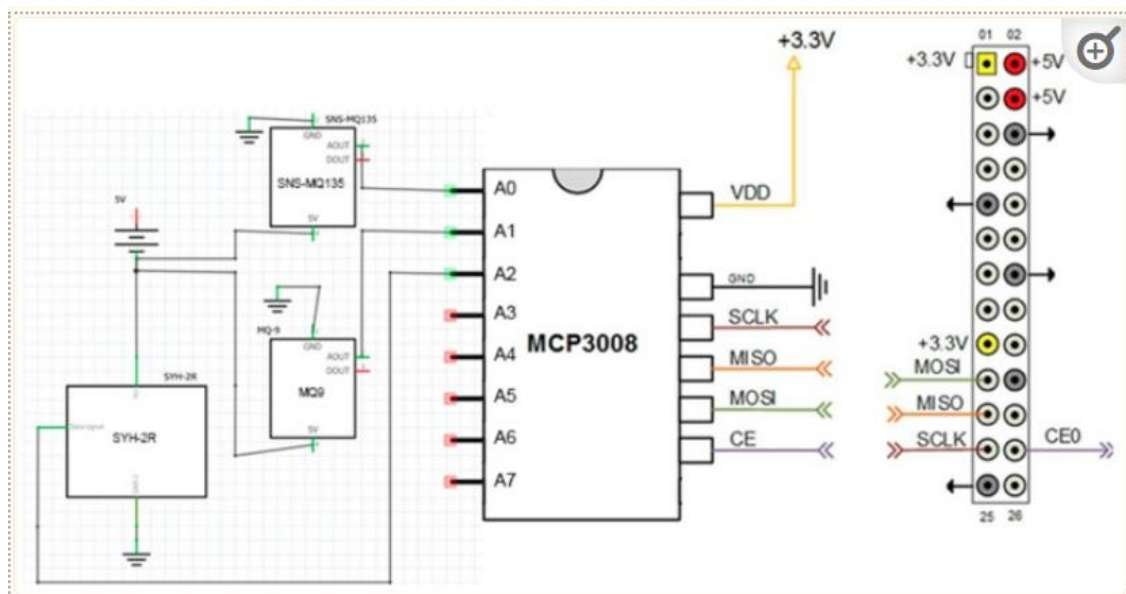 +3.3V
01 02
+3.3V
+5V
+5V
SNS-MQ135
GND
AOUT
DOUT
SNS-MQ135
5V
5V
MQ-9
GND
AOUT
DOUT
MQ9
5V
SYH-2R
SYH-2R
A0
A1
A2
A3
A4
A5
A6
A7
MCP3008
VDD
GND
SCLK
MISO
MOSI
CE
+3.3V
MOSI
MISO
SCLK
CE0
25 26